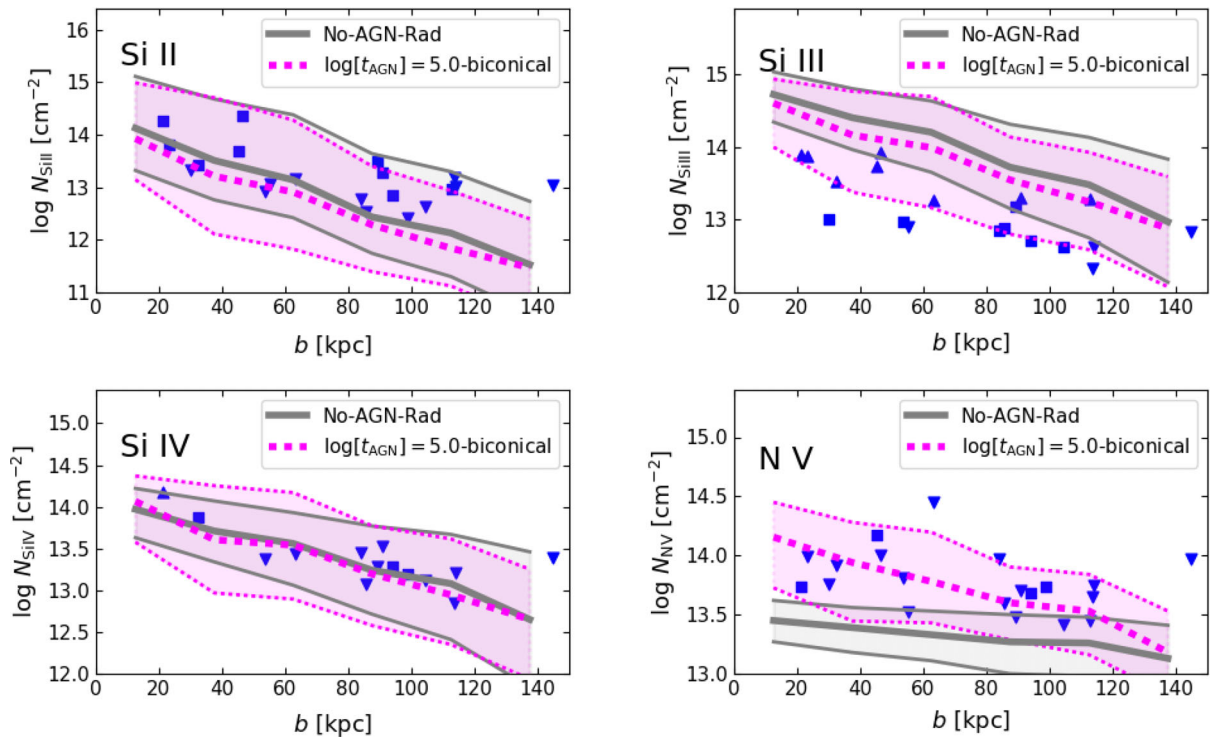 Si II
No-AGN-Rad
log[t_AGN] = 5.0-biconical
log N_SiII [cm^−2]
16
15
14
13
12
11
0 20 40 60 80 100 120 140
b [kpc]
Si III
No-AGN-Rad
log[t_AGN] = 5.0-biconical
log N_SiIII [cm^−2]
15
14
13
12
0 20 40 60 80 100 120 140
b [kpc]
Si IV
No-AGN-Rad
log[t_AGN] = 5.0-biconical
log N_SiIV [cm^−2]
15.0
14.5
14.0
13.5
13.0
12.5
12.0
0 20 40 60 80 100 120 140
b [kpc]
N V
No-AGN-Rad
log[t_AGN] = 5.0-biconical
log N_NV [cm^−2]
15.0
14.5
14.0
13.5
13.0
0 20 40 60 80 100 120 140
b [kpc]